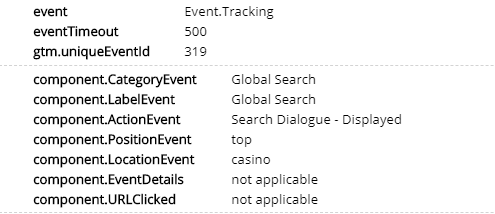 event Event.Tracking
eventTimeout 500
gtm.uniqueEventId 319
component.CategoryEvent Global Search
component.LabelEvent Global Search
component.ActionEvent Search Dialogue - Displayed
component.PositionEvent top
component.LocationEvent casino
component.EventDetails not applicable
component.URLClicked not applicable